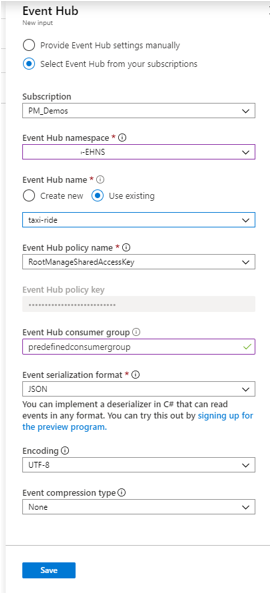 Event Hub
New input
Provide Event Hub settings manually
Select Event Hub from your subscriptions
Subscription
PM_Demos
Event Hub namespace *
-EHNS
Event Hub name *
Create new Use existing
taxi-ride
Event Hub policy name *
RootManageSharedAccessKey
Event Hub policy key
Event Hub consumer group
predefinedconsumergroup
Event serialization format *
JSON
You can implement a deserializer in C# that can read
events in any format. You can try this out by signing up for
the preview program.
Encoding
UTF-8
Event compression type
None
Save